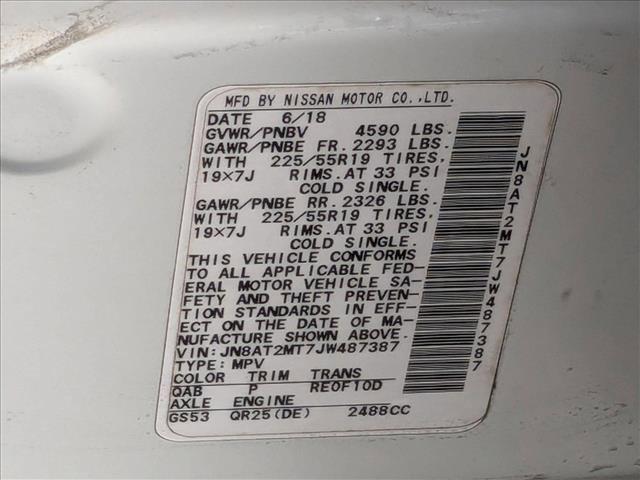 MFD BY NISSAN MOTOR CO.,LTD.
DATE 6/18
GVWR/PNBV 4590 LBS.
GAWR/PNBE FR. 2293 LBS.
WITH 225/55R19 TIRES,
19×7J RIMS.AT 33 PSI
COLD SINGLE.
GAWR/PNBE RR. 2326 LBS.
WITH 225/55R19 TIRES,
19×7J RIMS.AT 33 PSI
COLD SINGLE.
THIS VEHICLE CONFORMS
TO ALL APPLICABLE FED-
ERAL MOTOR VEHICLE SA-
FETY AND THEFT PREVEN-
TION STANDARDS IN EFF-
ECT ON THE DATE OF MA-
NUFACTURE SHOWN ABOVE.
VIN: JN8AT2MT7JW487387
TYPE: MPV
COLOR TRIM TRANS
QAB P RE0F10D
AXLE ENGINE
GS53 QR25(DE) 2488CC
JN8AT2MT7JW487387